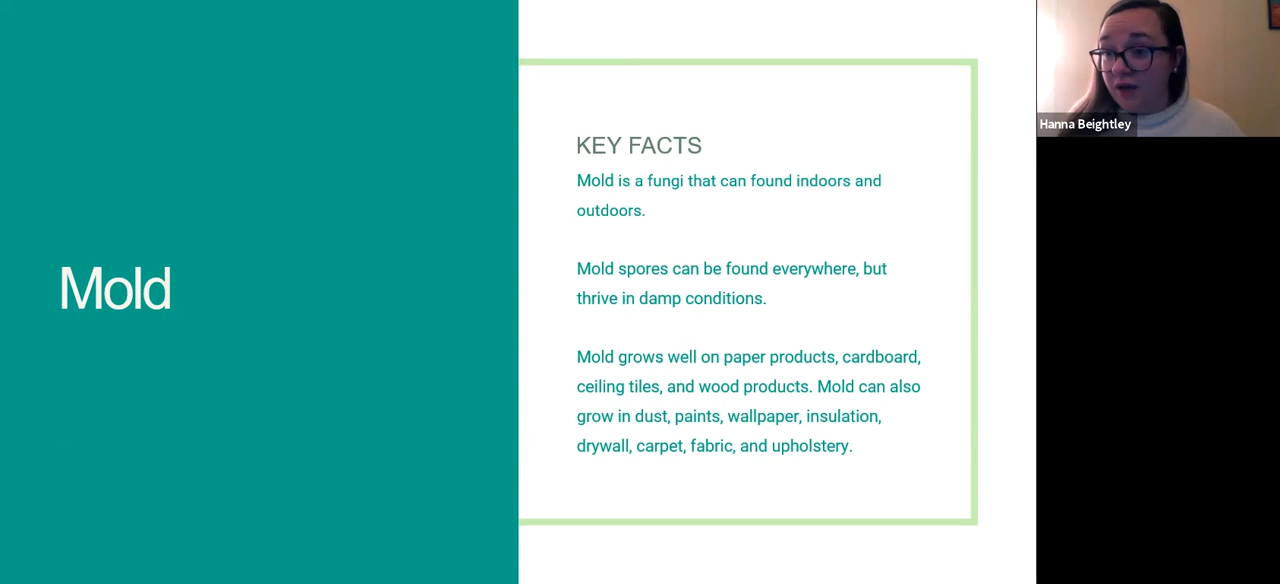 Mold
KEY FACTS
Mold is a fungi that can found indoors and
outdoors.
Mold spores can be found everywhere, but
thrive in damp conditions.
Mold grows well on paper products, cardboard,
ceiling tiles, and wood products. Mold can also
grow in dust, paints, wallpaper, insulation,
drywall, carpet, fabric, and upholstery.
Hanna Beightley